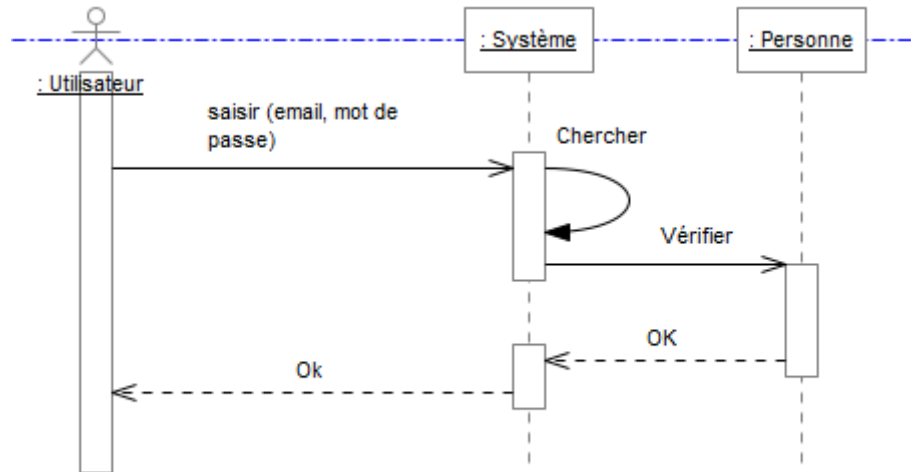 : Utilisateur
: Système
: Personne
saisir (email, mot de
passe)
Chercher
Vérifier
OK
Ok